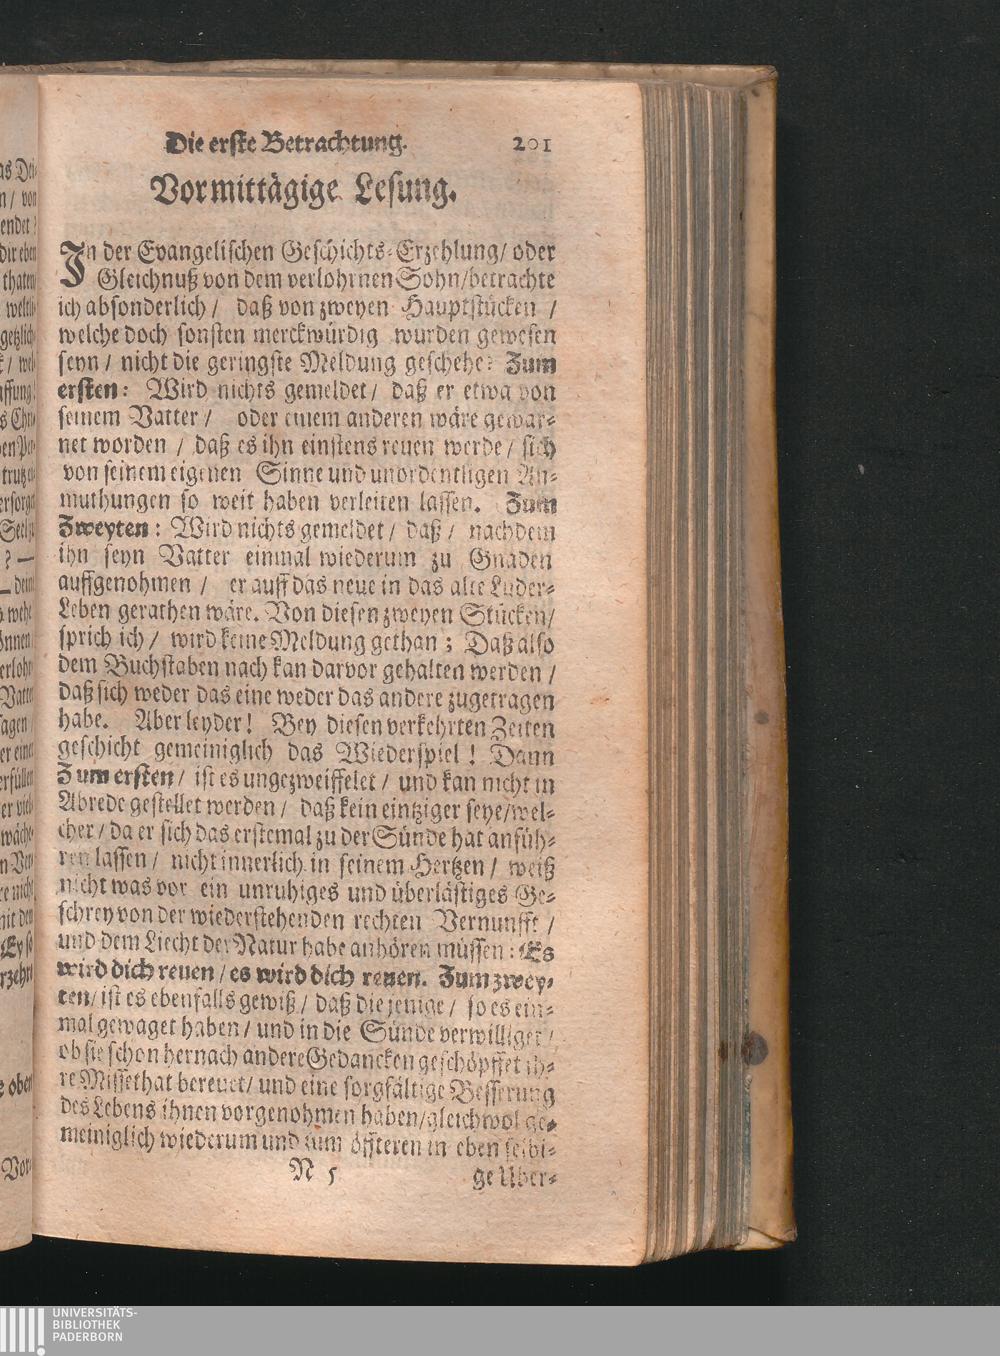 Die erste Betrachtung. 201
Vormittägige Lesung.
In der Evangelischen Geschichts-Erzehlung / oder
Gleichnuß von dem verlohrnen Sohn / betrachte
ich absonderlich / daß von zweyen Hauptstücken /
welche doch sonsten merckwürdig wurden gewesen
seyn / nicht die geringste Meldung geschehe: Zum
ersten: Wird nichts gemeldet / daß er etwa von
seinem Vatter / oder einem anderen wäre gewar-
net worden / daß es ihn einstens reuen werde / sich
von seinem eigenen Sinne und unordentligen An-
muthungen so weit haben verleiten lassen. Zum
Zweyten: Wird nichts gemeldet / daß / nachdem
ihn seyn Vatter einmal wiederum zu Gnaden
auffgenohmen / er auff das neue in das alte Luder-
Leben gerathen wäre. Von diesen zweyen Stücken /
sprich ich / wird keine Meldung gethan; Daß also
dem Buchstaben nach kan darvor gehalten werden /
daß sich weder das eine weder das andere zugetragen
habe. Aber leyder! Bey diesen verkehrten Zeiten
geschicht gemeiniglich das Wiederspiel! Dann
Zum ersten / ist es ungezweiffelet / und kan nicht in
Abrede gestellet werden / daß kein eintziger seye / wel-
cher / da er sich das erstemal zu der Sünde hat anfüh-
ren lassen / nicht innerlich in seinem Hertzen / weiß
nicht was vor ein unruhiges und überlästiges Ge-
schrey von der wiederstehenden rechten Vernunfft /
und dem Liecht der Natur habe anhören müssen: Es
wird dich reuen / es wird dich reuen. Zum zwey-
ten / ist es ebenfalls gewiß / daß die jenige / so es ein-
mal gewaget haben / und in die Sünde verwilliget /
ob sie schon hernach andere Gedancken geschöpffet ih-
re Missethat bereuet / und eine sorgfältige Besserung
des Lebens ihnen vorgenohmen haben / gleichwol ge-
meiniglich wiederum und zum öffteren in eben selbi-
N 5 ge Uber-
UNIVERSITÄTS-
BIBLIOTHEK
PADERBORN